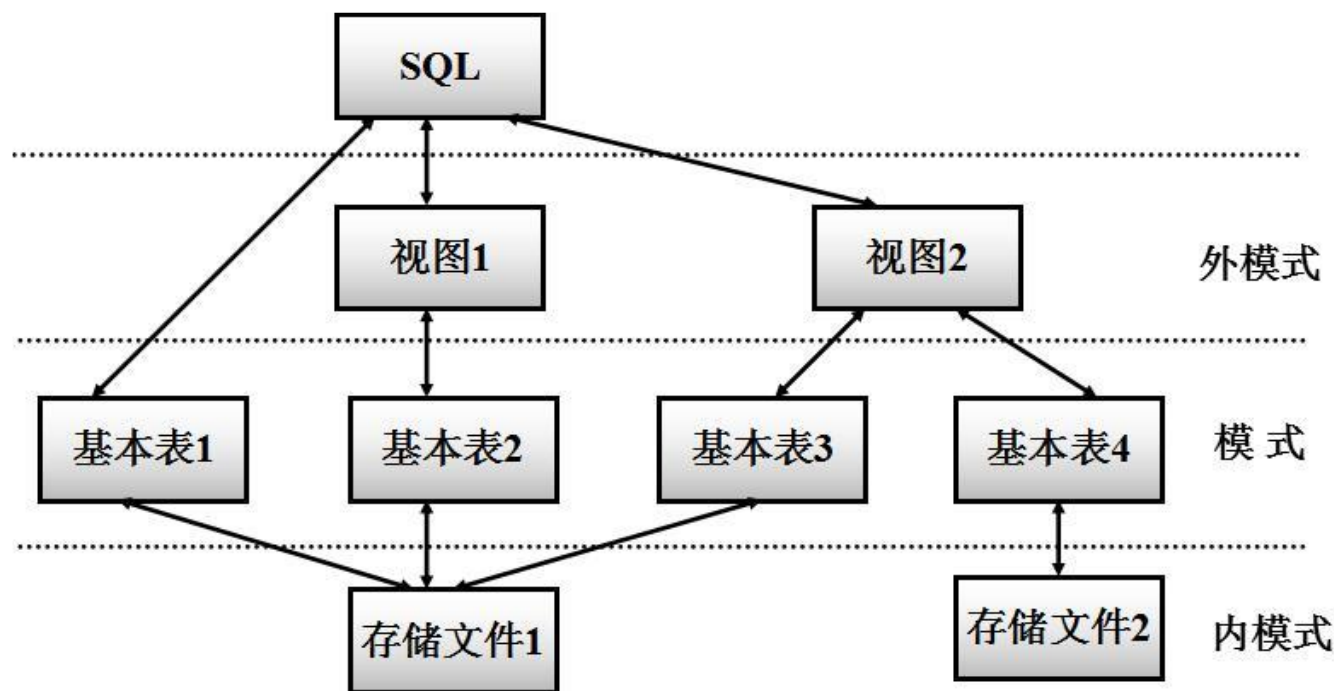 SQL
视图1
视图2
外模式
基本表1
基本表2
基本表3
基本表4
模 式
存储文件1
存储文件2
内模式